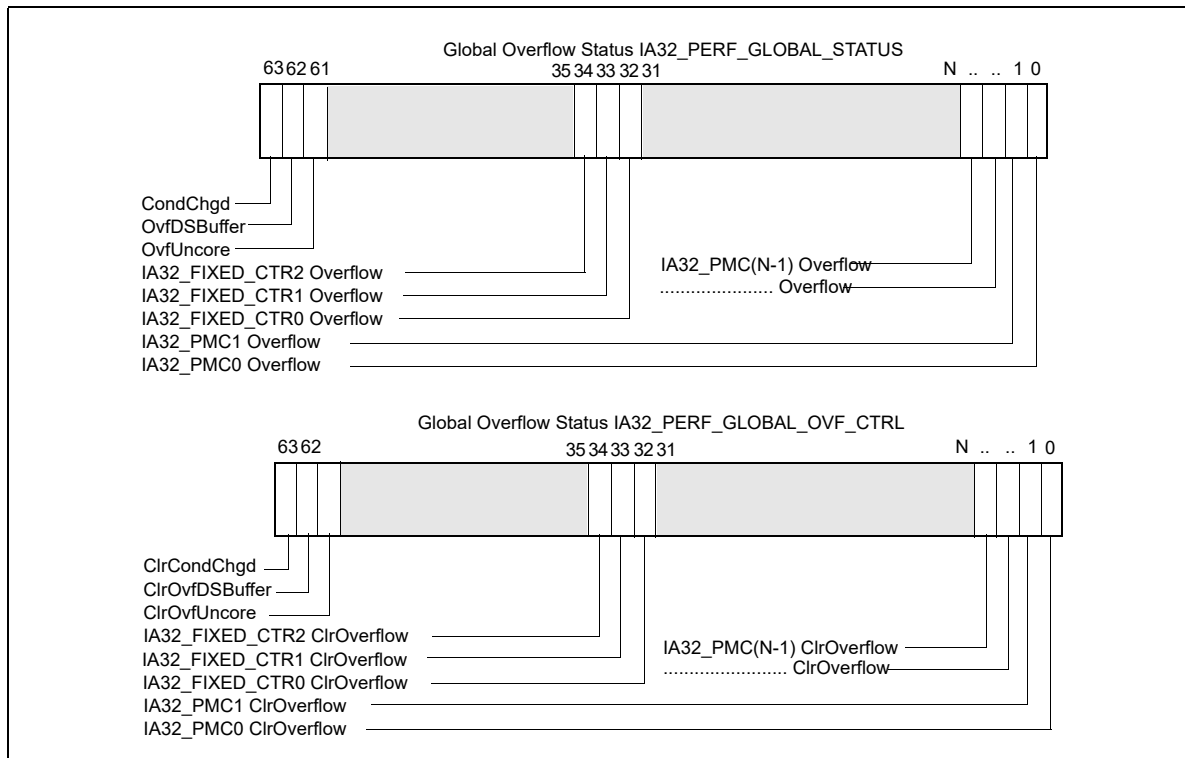 Global Overflow Status IA32_PERF_GLOBAL_STATUS
63 62 61 35 34 33 32 31 N .. .. 1 0
CondChgd
OvfDSBuffer
OvfUncore
IA32_FIXED_CTR2 Overflow
IA32_FIXED_CTR1 Overflow
IA32_FIXED_CTR0 Overflow
IA32_PMC1 Overflow
IA32_PMC0 Overflow
IA32_PMC(N-1) Overflow
...................... Overflow
Global Overflow Status IA32_PERF_GLOBAL_OVF_CTRL
63 62 35 34 33 32 31 N .. .. 1 0
ClrCondChgd
ClrOvfDSBuffer
ClrOvfUncore
IA32_FIXED_CTR2 ClrOverflow
IA32_FIXED_CTR1 ClrOverflow
IA32_FIXED_CTR0 ClrOverflow
IA32_PMC1 ClrOverflow
IA32_PMC0 ClrOverflow
IA32_PMC(N-1) ClrOverflow
........................ ClrOverflow